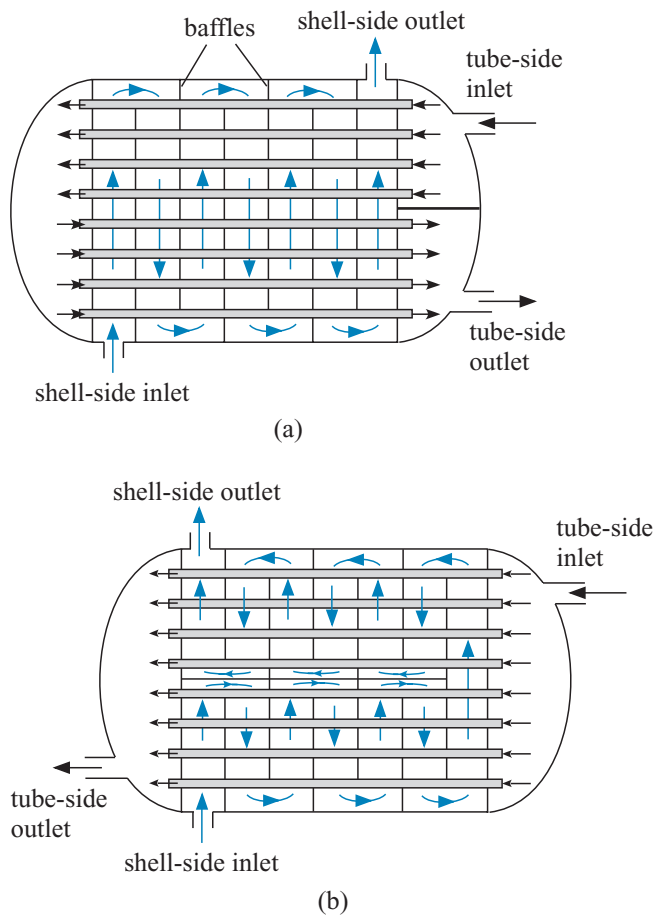 shell-side outlet
baffles
tube-side
inlet
tube-side
outlet
shell-side inlet
(a)
shell-side outlet
tube-side
inlet
tube-side
outlet
shell-side inlet
(b)